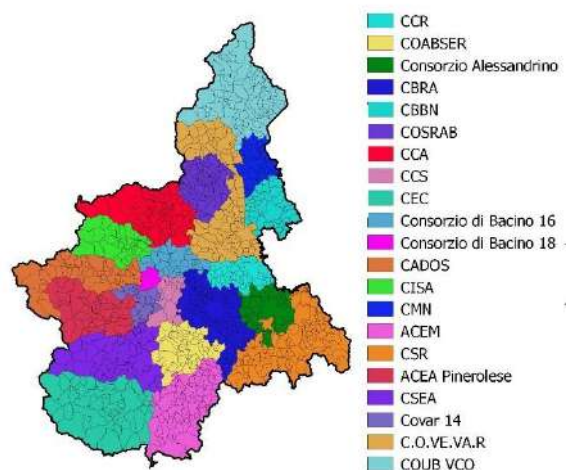 CCR
COABSER
Consorzio Alessandrino
CBRA
CBBN
COSRAB
CCA
CCS
CEC
Consorzio di Bacino 16
Consorzio di Bacino 18
CADOS
CISA
CMN
ACEM
CSR
ACEA Pinerolese
CSEA
Covar 14
C.O.VE.VA.R
COUB VCO